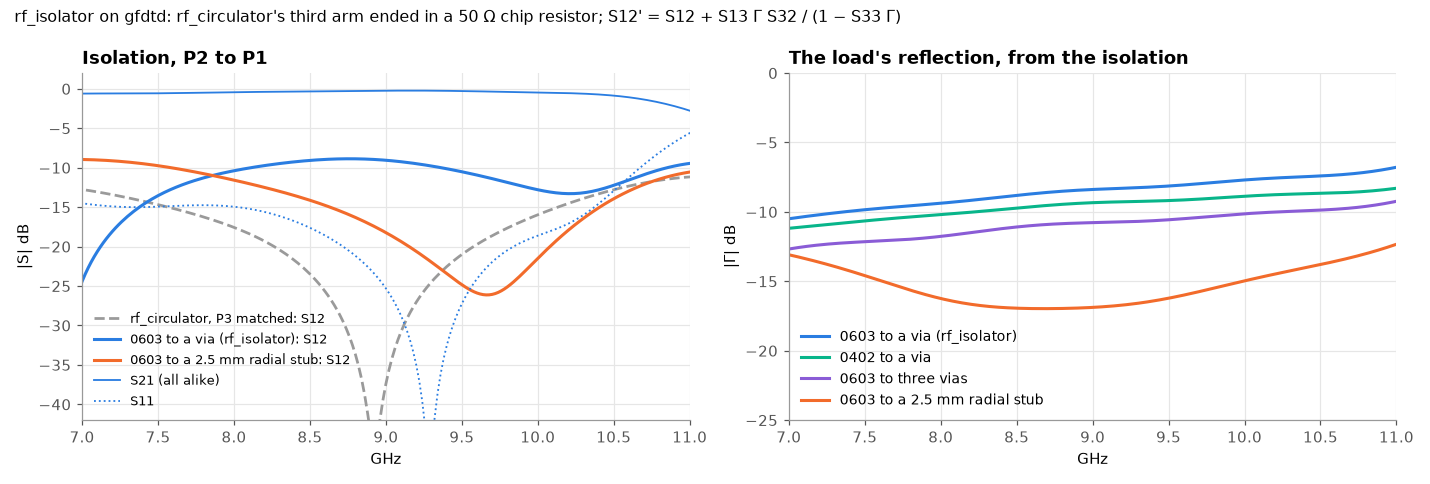 rf_isolator on gfdtd: rf_circulator's third arm ended in a 50 Ω chip resistor; S12' = S12 + S13 Γ S32 / (1 − S33 Γ)
Isolation, P2 to P1
|S| dB
0
−5
−10
−15
−20
−25
−30
−35
−40
rf_circulator, P3 matched: S12
0603 to a via (rf_isolator): S12
0603 to a 2.5 mm radial stub: S12
S21 (all alike)
S11
7.0 7.5 8.0 8.5 9.0 9.5 10.0 10.5 11.0
GHz
The load's reflection, from the isolation
|Γ| dB
0
−5
−10
−15
−20
−25
0603 to a via (rf_isolator)
0402 to a via
0603 to three vias
0603 to a 2.5 mm radial stub
7.0 7.5 8.0 8.5 9.0 9.5 10.0 10.5 11.0
GHz